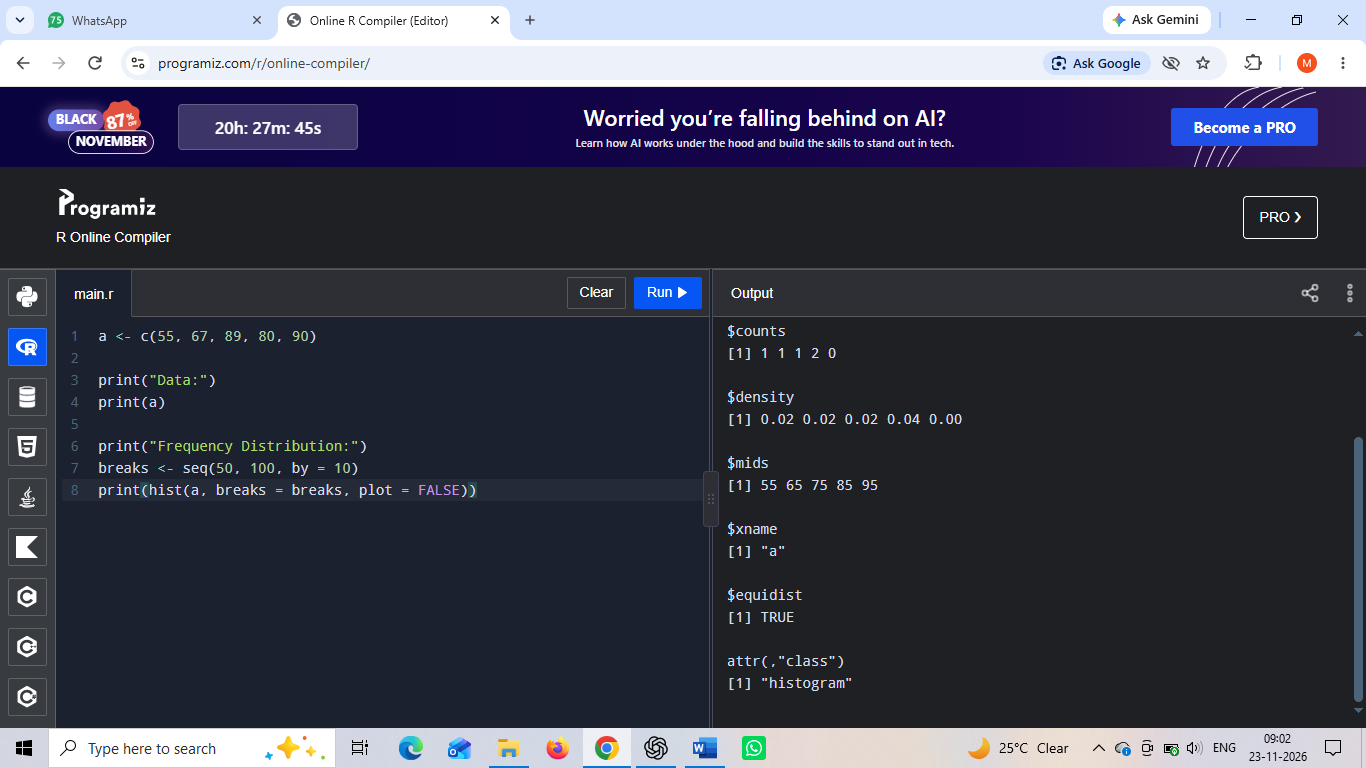 75 WhatsApp
Online R Compiler (Editor)
Ask Gemini
programiz.com/r/online-compiler/
Ask Google
M
BLACK
87% OFF
NOVEMBER
20h: 27m: 45s
Worried you’re falling behind on AI?
Learn how AI works under the hood and build the skills to stand out in tech.
Become a PRO
Programiz
R Online Compiler
PRO ❯
main.r
Clear
Run
Output
1 a <- c(55, 67, 89, 80, 90)
2
3 print("Data:")
4 print(a)
5
6 print("Frequency Distribution:")
7 breaks <- seq(50, 100, by = 10)
8 print(hist(a, breaks = breaks, plot = FALSE))
$counts
[1] 1 1 1 2 0
$density
[1] 0.02 0.02 0.02 0.04 0.00
$mids
[1] 55 65 75 85 95
$xname
[1] "a"
$equidist
[1] TRUE
attr(,"class")
[1] "histogram"
Type here to search
25°C Clear
ENG
09:02
23-11-2026